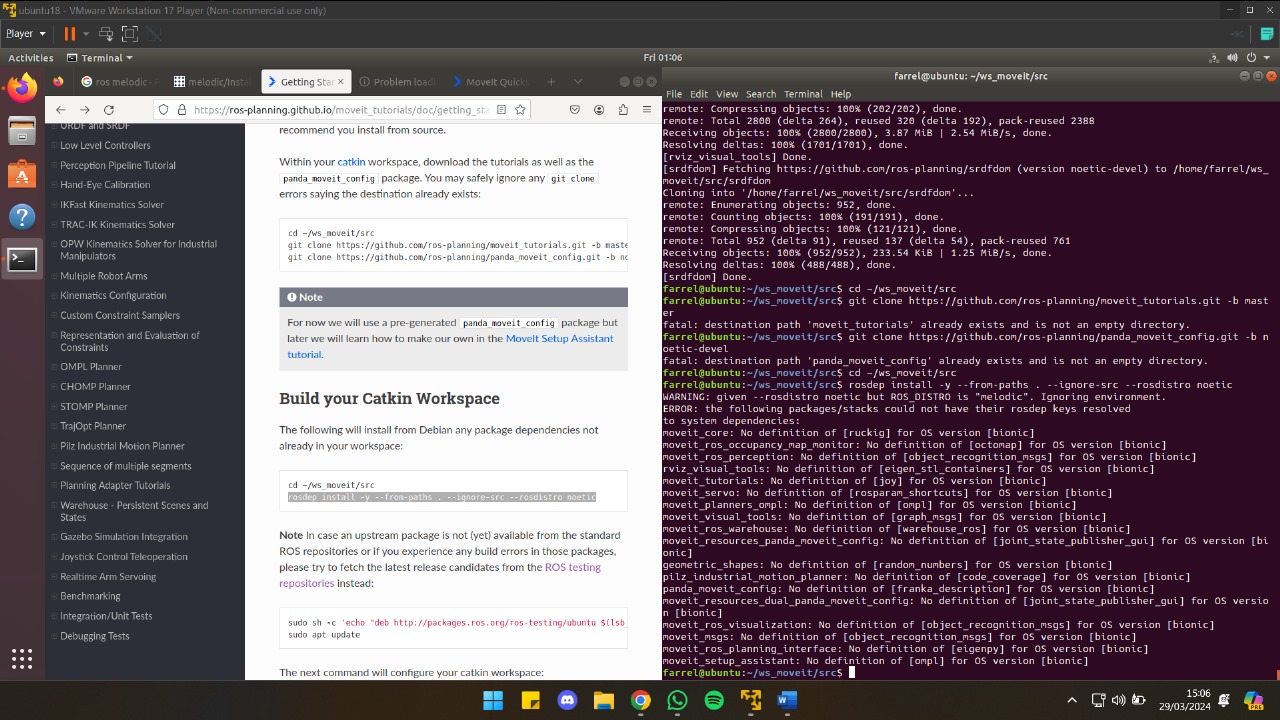 ubuntu18 - VMware Workstation 17 Player (Non-commercial use only)
Player
Activities
Terminal
Fri 01:06
ros melodic -
melodic/Insta
Getting Sta
Problem loadi
MoveIt Quicks
https://ros-planning.github.io/moveit_tutorials/doc/getting_sta
URDF and SRDF
Low Level Controllers
Perception Pipeline Tutorial
Hand-Eye Calibration
IKFast Kinematics Solver
TRAC-IK Kinematics Solver
OPW Kinematics Solver for Industrial
Manipulators
Multiple Robot Arms
Kinematics Configuration
Custom Constraint Samplers
Representation and Evaluation of
Constraints
OMPL Planner
CHOMP Planner
STOMP Planner
TrajOpt Planner
Pilz Industrial Motion Planner
Sequence of multiple segments
Planning Adapter Tutorials
Warehouse - Persistent Scenes and
States
Gazebo Simulation Integration
Joystick Control Teleoperation
Realtime Arm Servoing
Benchmarking
Integration/Unit Tests
Debugging Tests
recommend you install from source.
Within your catkin workspace, download the tutorials as well as the
panda_moveit_config package. You may safely ignore any git clone
errors saying the destination already exists:
cd ~/ws_moveit/src
git clone https://github.com/ros-planning/moveit_tutorials.git -b maste
git clone https://github.com/ros-planning/panda_moveit_config.git -b no
Note
For now we will use a pre-generated panda_moveit_config package but
later we will learn how to make our own in the MoveIt Setup Assistant
tutorial.
Build your Catkin Workspace
The following will install from Debian any package dependencies not
already in your workspace:
cd ~/ws_moveit/src
rosdep install -y --from-paths . --ignore-src --rosdistro noetic
Note In case an upstream package is not (yet) available from the standard
ROS repositories or if you experience any build errors in those packages,
please try to fetch the latest release candidates from the ROS testing
repositories instead:
sudo sh -c 'echo "deb http://packages.ros.org/ros-testing/ubuntu $(lsb_
sudo apt update
The next command will configure your catkin workspace:
farrel@ubuntu: ~/ws_moveit/src
File Edit View Search Terminal Help
remote: Compressing objects: 100% (202/202), done.
remote: Total 2800 (delta 264), reused 320 (delta 192), pack-reused 2388
Receiving objects: 100% (2800/2800), 3.87 MiB | 2.54 MiB/s, done.
Resolving deltas: 100% (1701/1701), done.
[rviz_visual_tools] Done.
[srdfdom] Fetching https://github.com/ros-planning/srdfdom (version noetic-devel) to /home/farrel/ws_
moveit/src/srdfdom
Cloning into '/home/farrel/ws_moveit/src/srdfdom'...
remote: Enumerating objects: 952, done.
remote: Counting objects: 100% (191/191), done.
remote: Compressing objects: 100% (121/121), done.
remote: Total 952 (delta 91), reused 137 (delta 54), pack-reused 761
Receiving objects: 100% (952/952), 233.54 KiB | 1.25 MiB/s, done.
Resolving deltas: 100% (488/488), done.
[srdfdom] Done.
farrel@ubuntu:~/ws_moveit/src$ cd ~/ws_moveit/src
farrel@ubuntu:~/ws_moveit/src$ git clone https://github.com/ros-planning/moveit_tutorials.git -b mast
er
fatal: destination path 'moveit_tutorials' already exists and is not an empty directory.
farrel@ubuntu:~/ws_moveit/src$ git clone https://github.com/ros-planning/panda_moveit_config.git -b n
oetic-devel
fatal: destination path 'panda_moveit_config' already exists and is not an empty directory.
farrel@ubuntu:~/ws_moveit/src$ cd ~/ws_moveit/src
farrel@ubuntu:~/ws_moveit/src$ rosdep install -y --from-paths . --ignore-src --rosdistro noetic
WARNING: given --rosdistro noetic but ROS_DISTRO is "melodic". Ignoring environment.
ERROR: the following packages/stacks could not have their rosdep keys resolved
to system dependencies:
moveit_core: No definition of [ruckig] for OS version [bionic]
moveit_ros_occupancy_map_monitor: No definition of [octomap] for OS version [bionic]
moveit_ros_perception: No definition of [object_recognition_msgs] for OS version [bionic]
rviz_visual_tools: No definition of [eigen_stl_containers] for OS version [bionic]
moveit_tutorials: No definition of [joy] for OS version [bionic]
moveit_servo: No definition of [rosparam_shortcuts] for OS version [bionic]
moveit_planners_ompl: No definition of [ompl] for OS version [bionic]
moveit_visual_tools: No definition of [graph_msgs] for OS version [bionic]
moveit_ros_warehouse: No definition of [warehouse_ros] for OS version [bionic]
moveit_resources_panda_moveit_config: No definition of [joint_state_publisher_gui] for OS version [bi
onic]
geometric_shapes: No definition of [random_numbers] for OS version [bionic]
pilz_industrial_motion_planner: No definition of [code_coverage] for OS version [bionic]
panda_moveit_config: No definition of [franka_description] for OS version [bionic]
moveit_resources_dual_panda_moveit_config: No definition of [joint_state_publisher_gui] for OS versio
n [bionic]
moveit_ros_visualization: No definition of [object_recognition_msgs] for OS version [bionic]
moveit_msgs: No definition of [object_recognition_msgs] for OS version [bionic]
moveit_ros_planning_interface: No definition of [eigenpy] for OS version [bionic]
moveit_setup_assistant: No definition of [ompl] for OS version [bionic]
farrel@ubuntu:~/ws_moveit/src$
15:06
29/03/2024